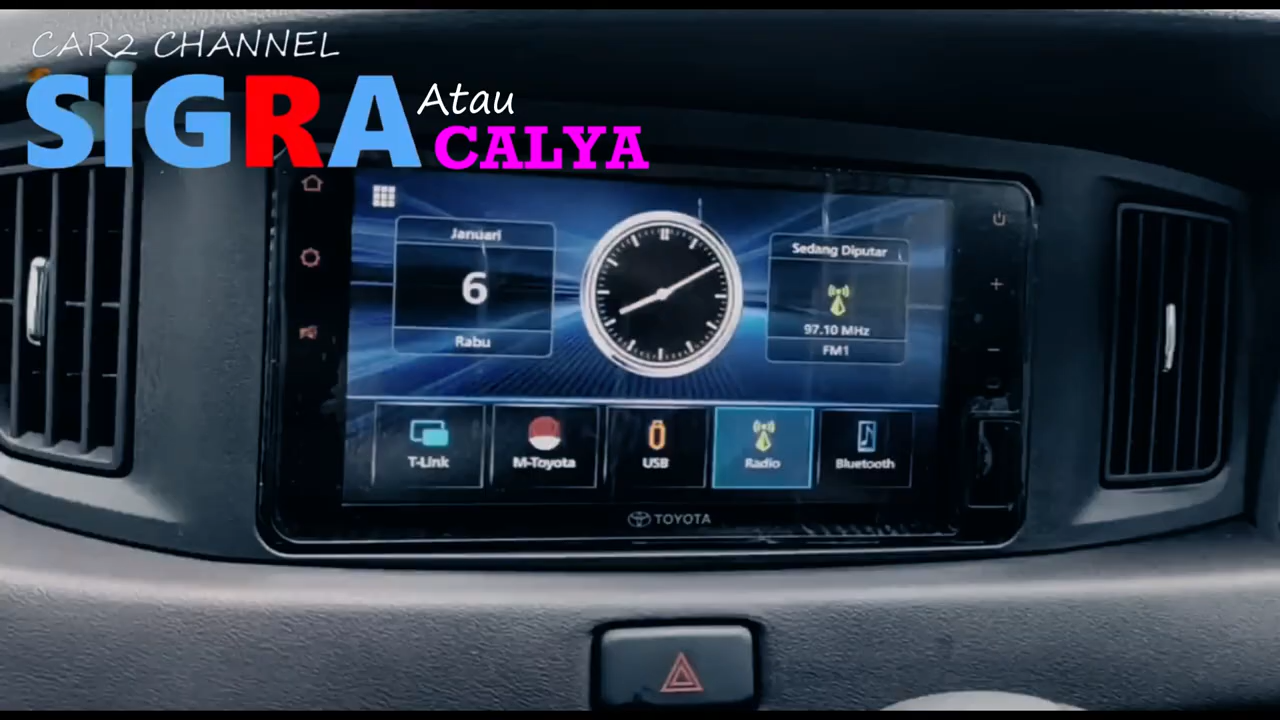 CAR2 CHANNEL
SIGRA Atau
CALYA
Januari
6
Rabu
Sedang Diputar
97.10 MHz
FM1
T-Link
M-Toyota
USB
Radio
Bluetooth
TOYOTA